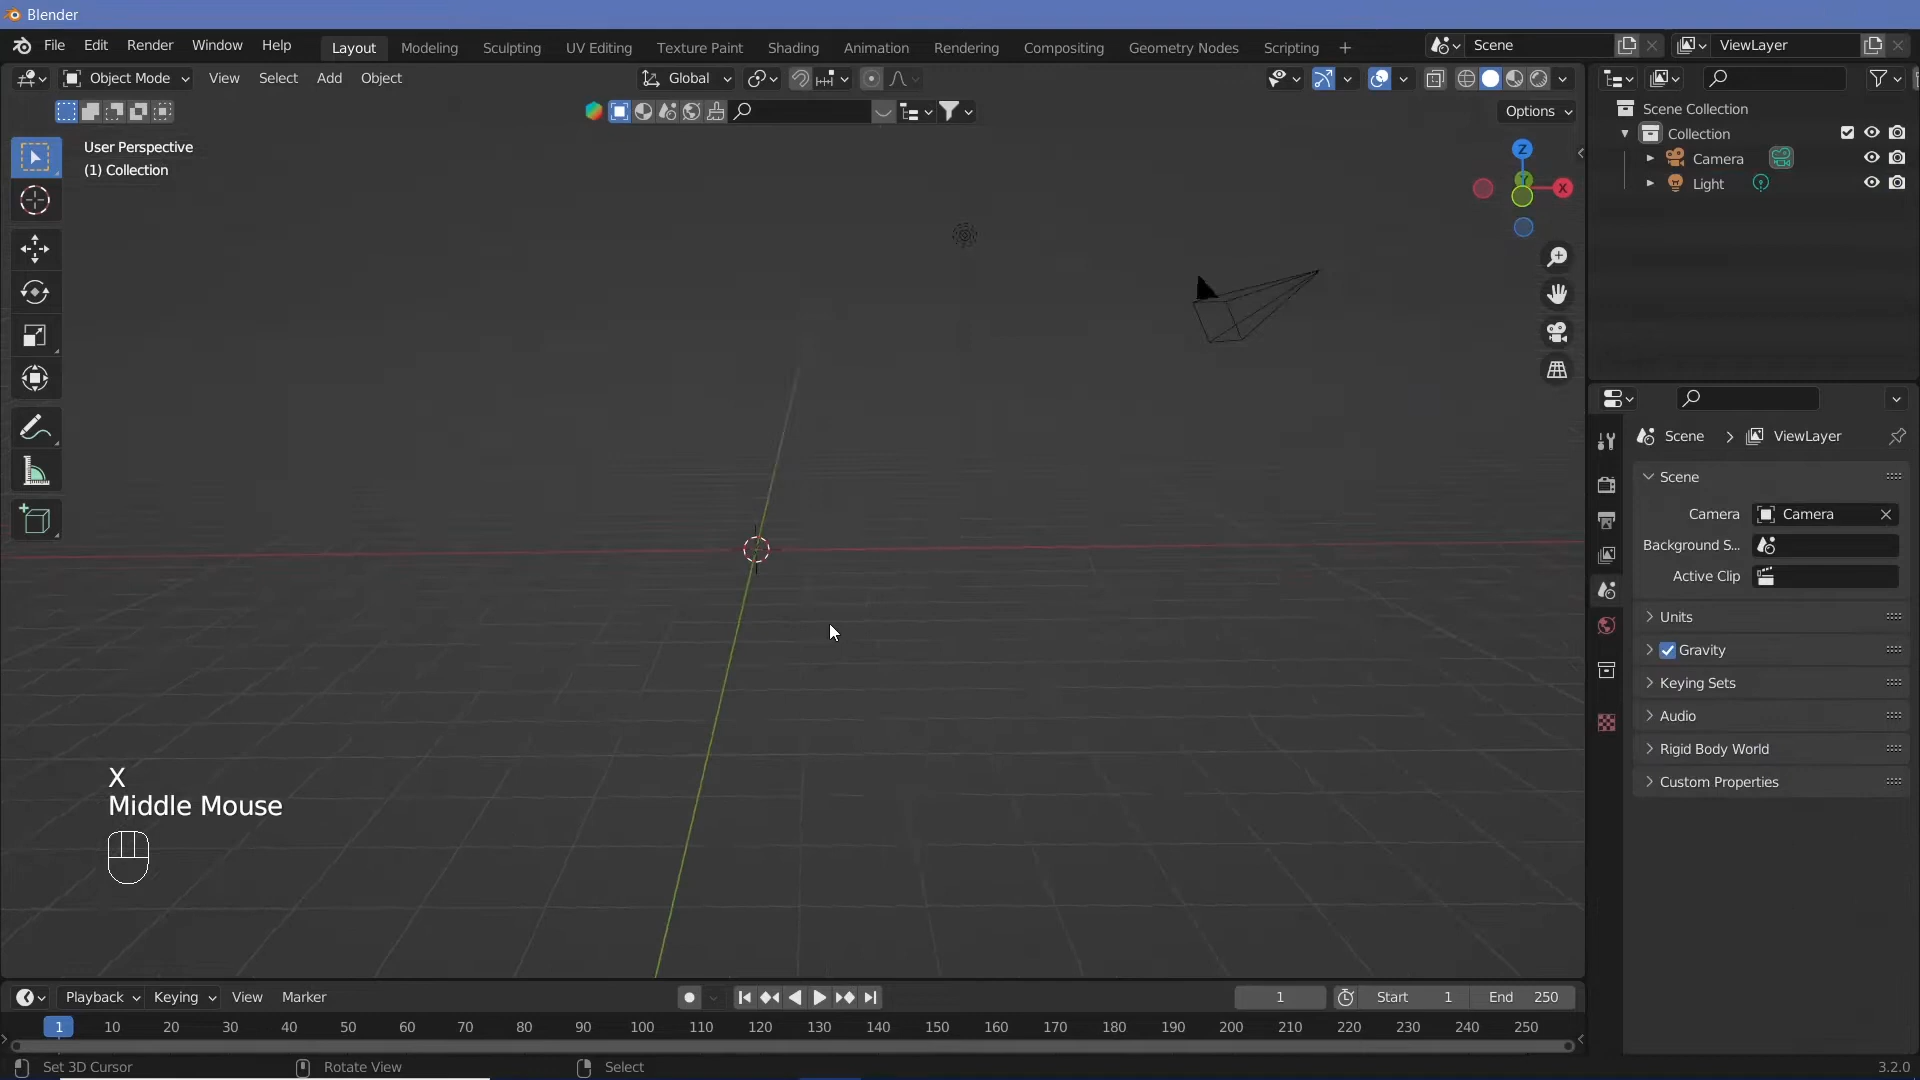 Blender
File Edit Render Window Help Layout Modeling Sculpting UV Editing Texture Paint Shading Animation Rendering Compositing Geometry Nodes Scripting + Scene ViewLayer
Object Mode View Select Add Object Global
Options
User Perspective
(1) Collection
Z
X
Scene Collection
Collection
Camera
Light
Scene > ViewLayer
Scene
Camera Camera
Background S...
Active Clip
Units
Gravity
Keying Sets
Audio
Rigid Body World
Custom Properties
X
Middle Mouse
Playback Keying View Marker 1 Start 1 End 250
1 10 20 30 40 50 60 70 80 90 100 110 120 130 140 150 160 170 180 190 200 210 220 230 240 250
Set 3D Cursor Rotate View Select 3.2.0